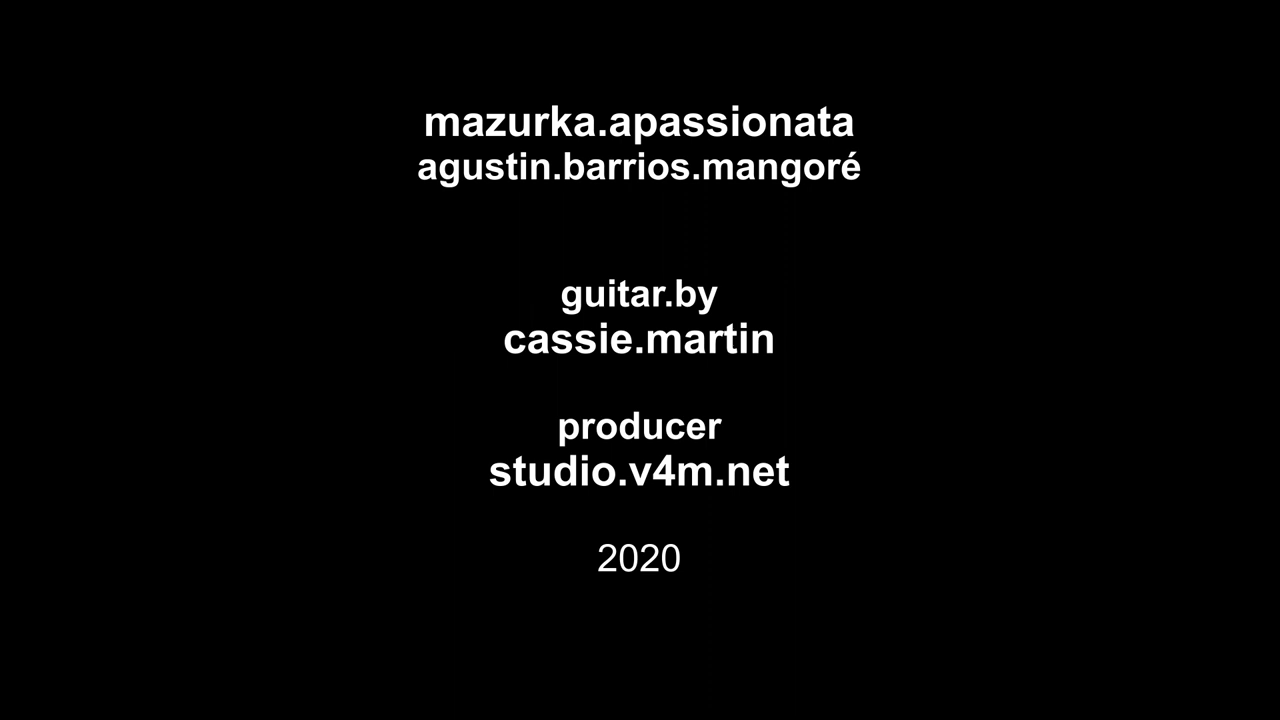 mazurka.apassionata
agustin.barrios.mangoré
guitar.by
cassie.martin
producer
studio.v4m.net
2020